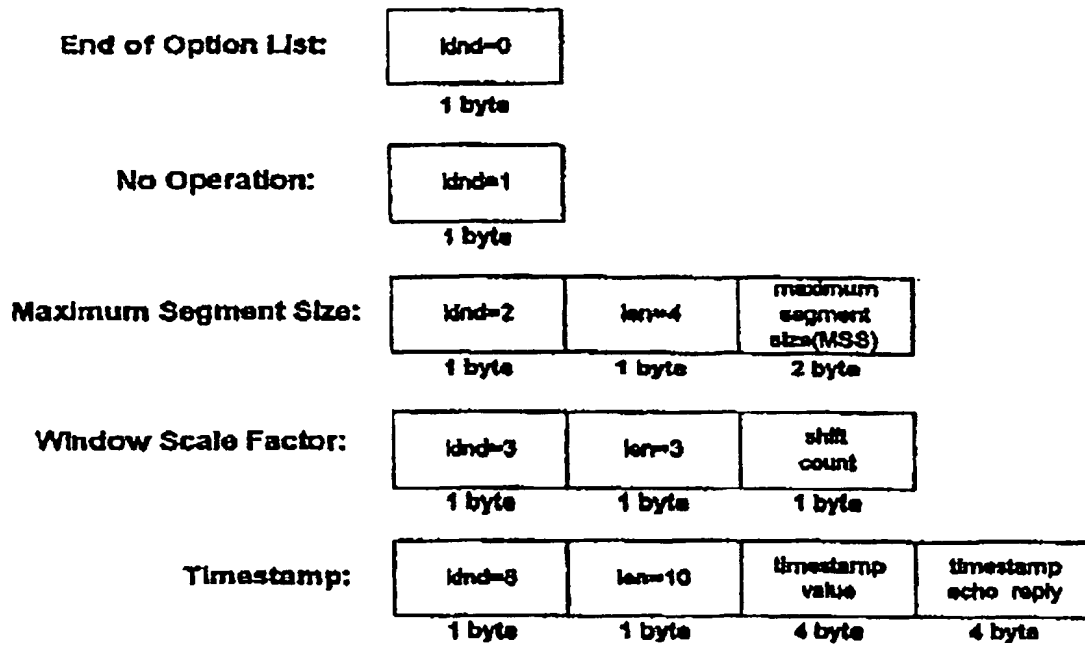 End of Option List:
kind=0
1 byte
No Operation:
kind=1
1 byte
Maximum Segment Size:
kind=2
len=4
maximum
segment
size(MSS)
1 byte
1 byte
2 byte
Window Scale Factor:
kind=3
len=3
shift
count
1 byte
1 byte
1 byte
Timestamp:
kind=8
len=10
timestamp
value
timestamp
echo reply
1 byte
1 byte
4 byte
4 byte